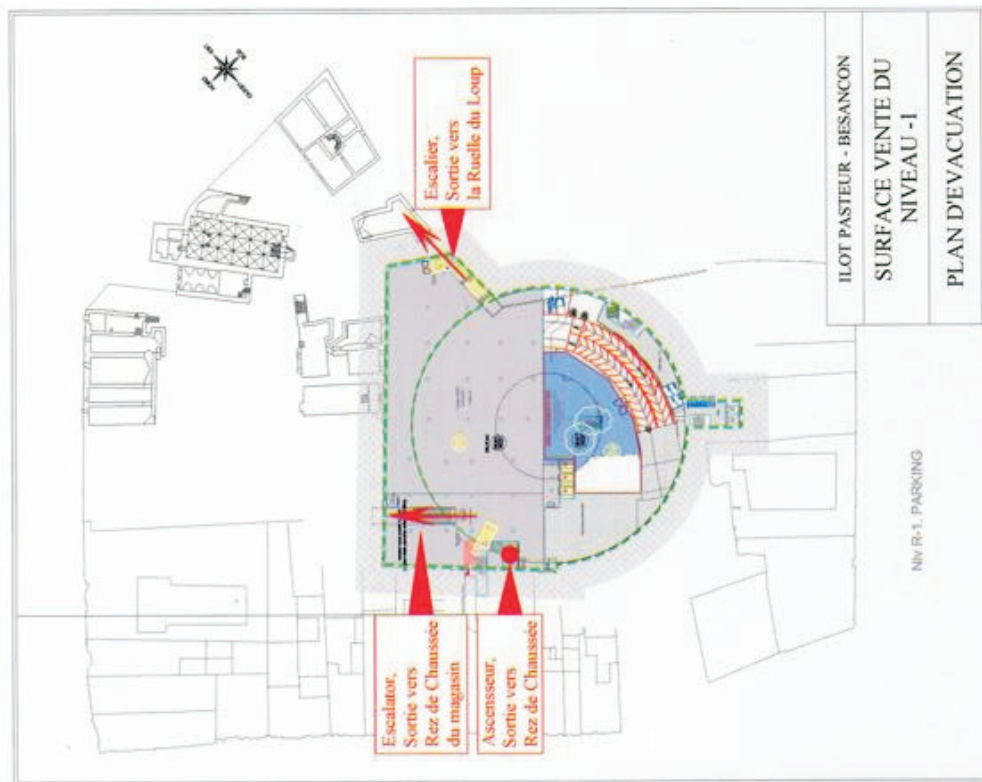 Escalier,
Sortie vers
la Ruelle du Loup
Escalator,
Sortie vers
Rez de Chaussée
du magasin
Ascensseur,
Sortie vers
Rez de Chaussée
ILOT PASTEUR - BESANCON
SURFACE VENTE DU
NIVEAU -1
PLAN D'EVACUATION
Niv R-1, PARKING